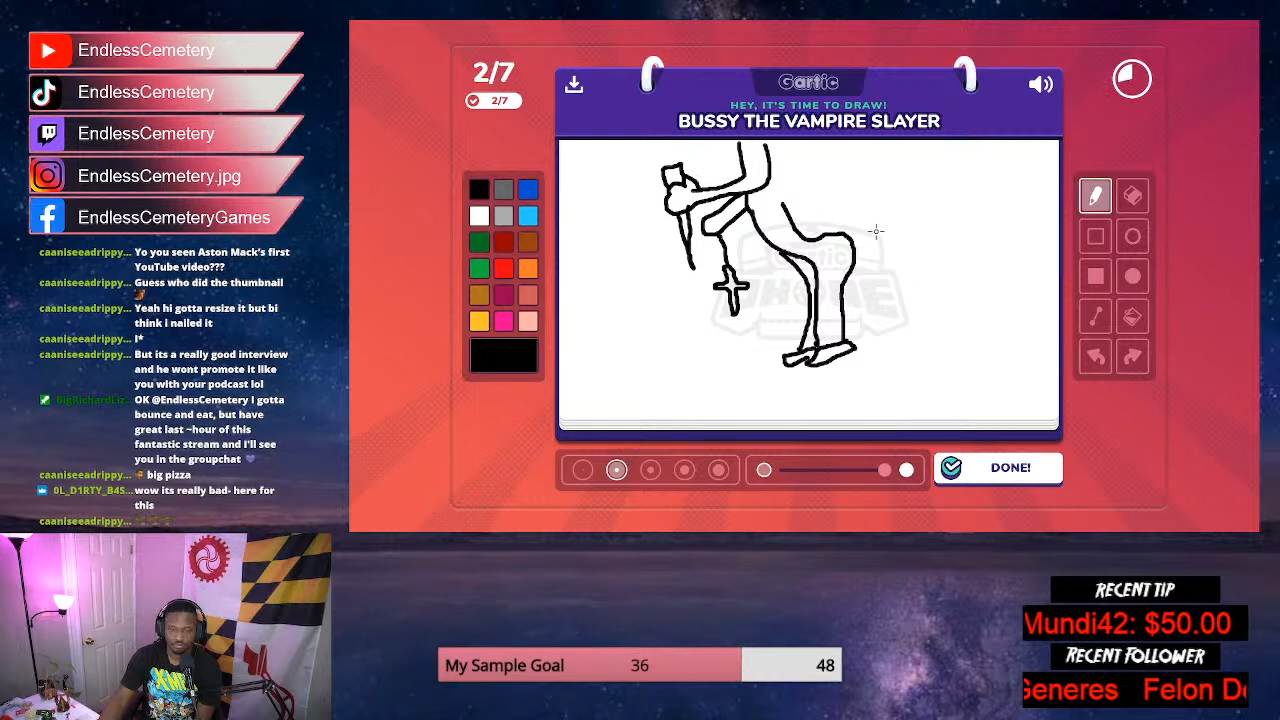 EndlessCemetery
EndlessCemetery
EndlessCemetery
EndlessCemetery.jpg
EndlessCemeteryGames
caaniseeadrippy... Yo you seen Aston Mack's first
YouTube video???
caaniseeadrippy... Guess who did the thumbnail
caaniseeadrippy... Yeah hi gotta resize it but bi
think i nailed it
caaniseeadrippy... I*
caaniseeadrippy... But its a really good interview
and he wont promote it like
you with your podcast lol
BigRichardLiz... OK @EndlessCemetery I gotta
bounce and eat, but have
great last ~hour of this
fantastic stream and I'll see
you in the groupchat
caaniseeadrippy... big pizza
0L_D1RTY_B4S... wow its really bad- here for
this
caaniseeadrippy...
2/7
2/7
Gartic
HEY, IT'S TIME TO DRAW!
BUSSY THE VAMPIRE SLAYER
DONE!
My Sample Goal 36 48
RECENT TIP
Mundi42: $50.00
RECENT FOLLOWER
Generes Felon D